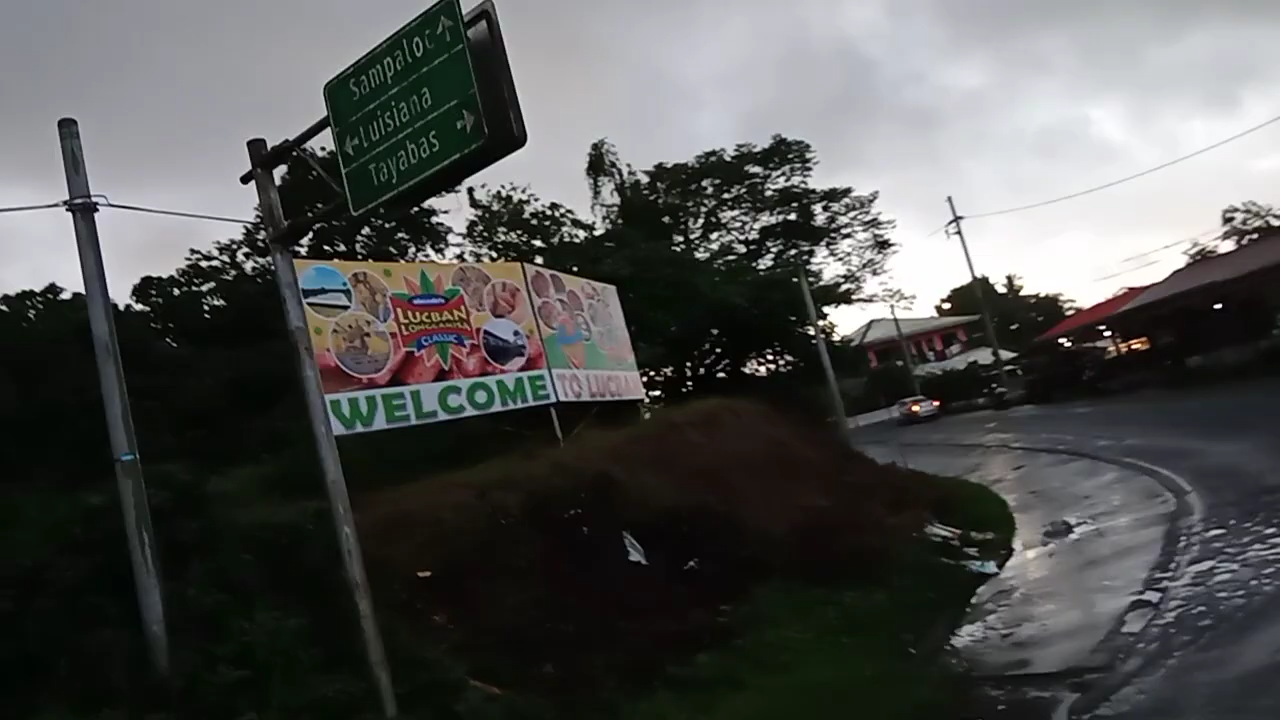 Sampaloc
Luisiana
Tayabas
LUCBAN
LONGGANISA
CLASSIC
WELCOME
TO LUCBAN